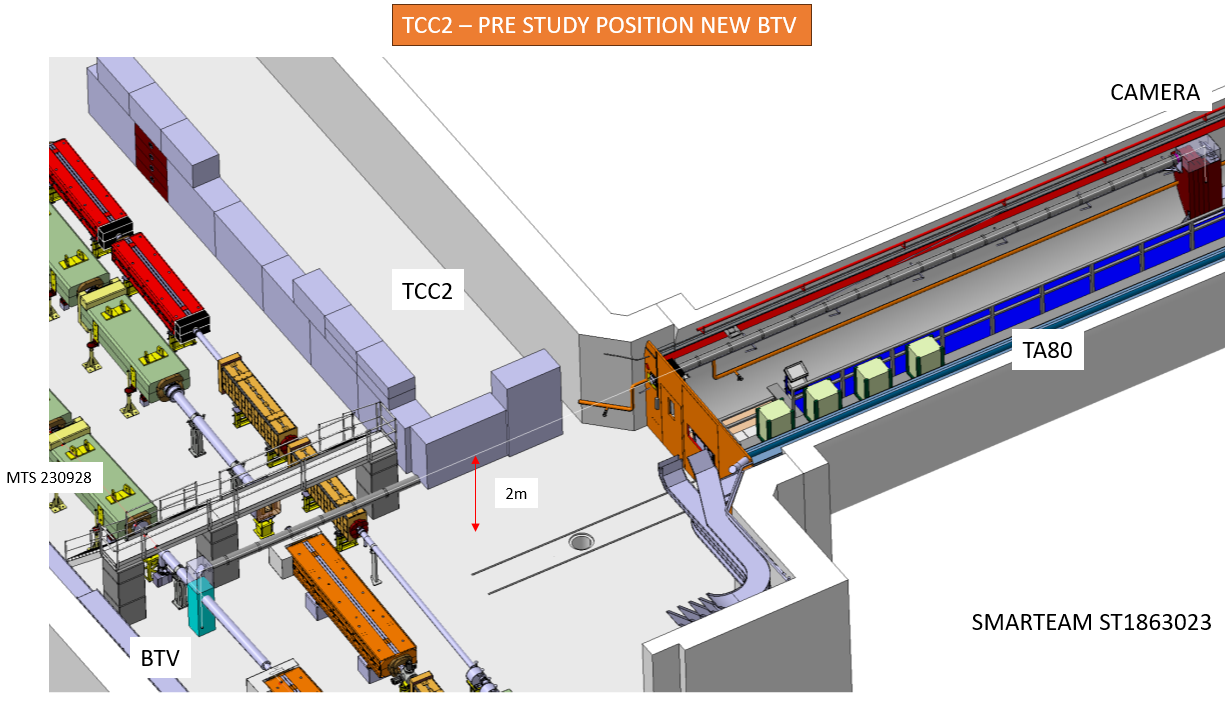 TCC2 – PRE STUDY POSITION NEW BTV
CAMERA
TCC2
TA80
MTS 230928
2m
SMARTEAM ST1863023
BTV